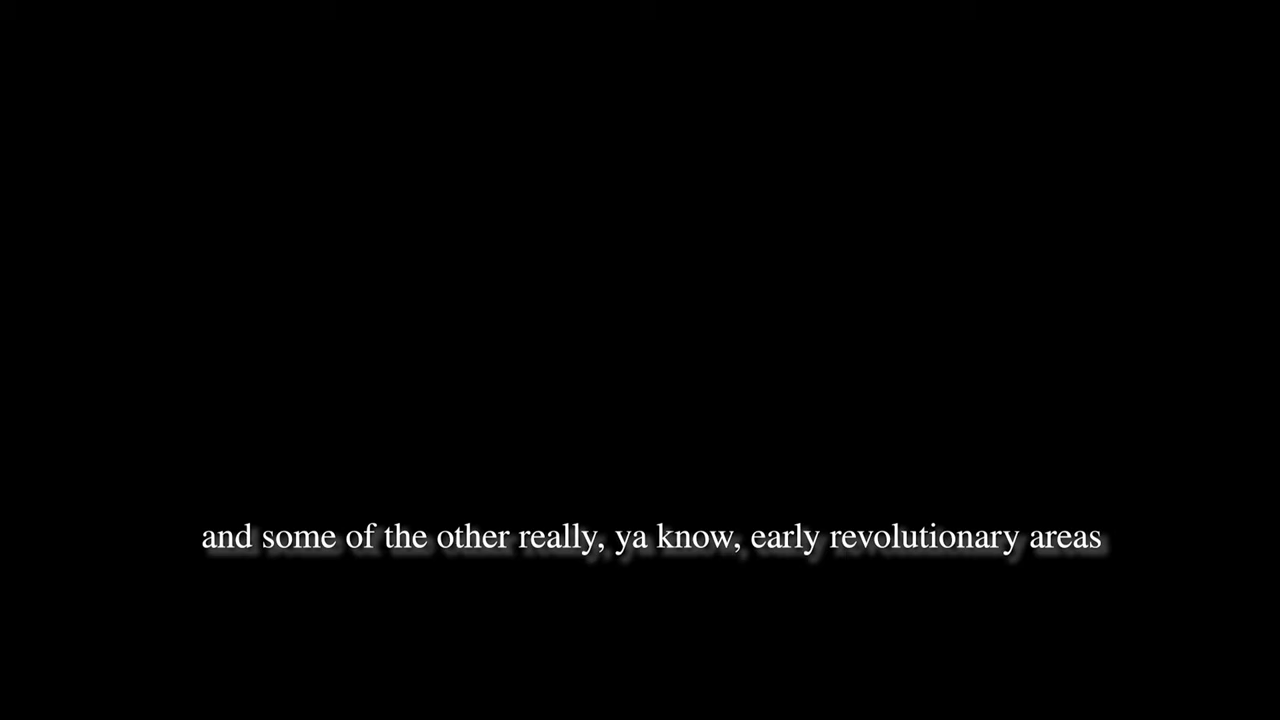 and some of the other really, ya know, early revolutionary areas